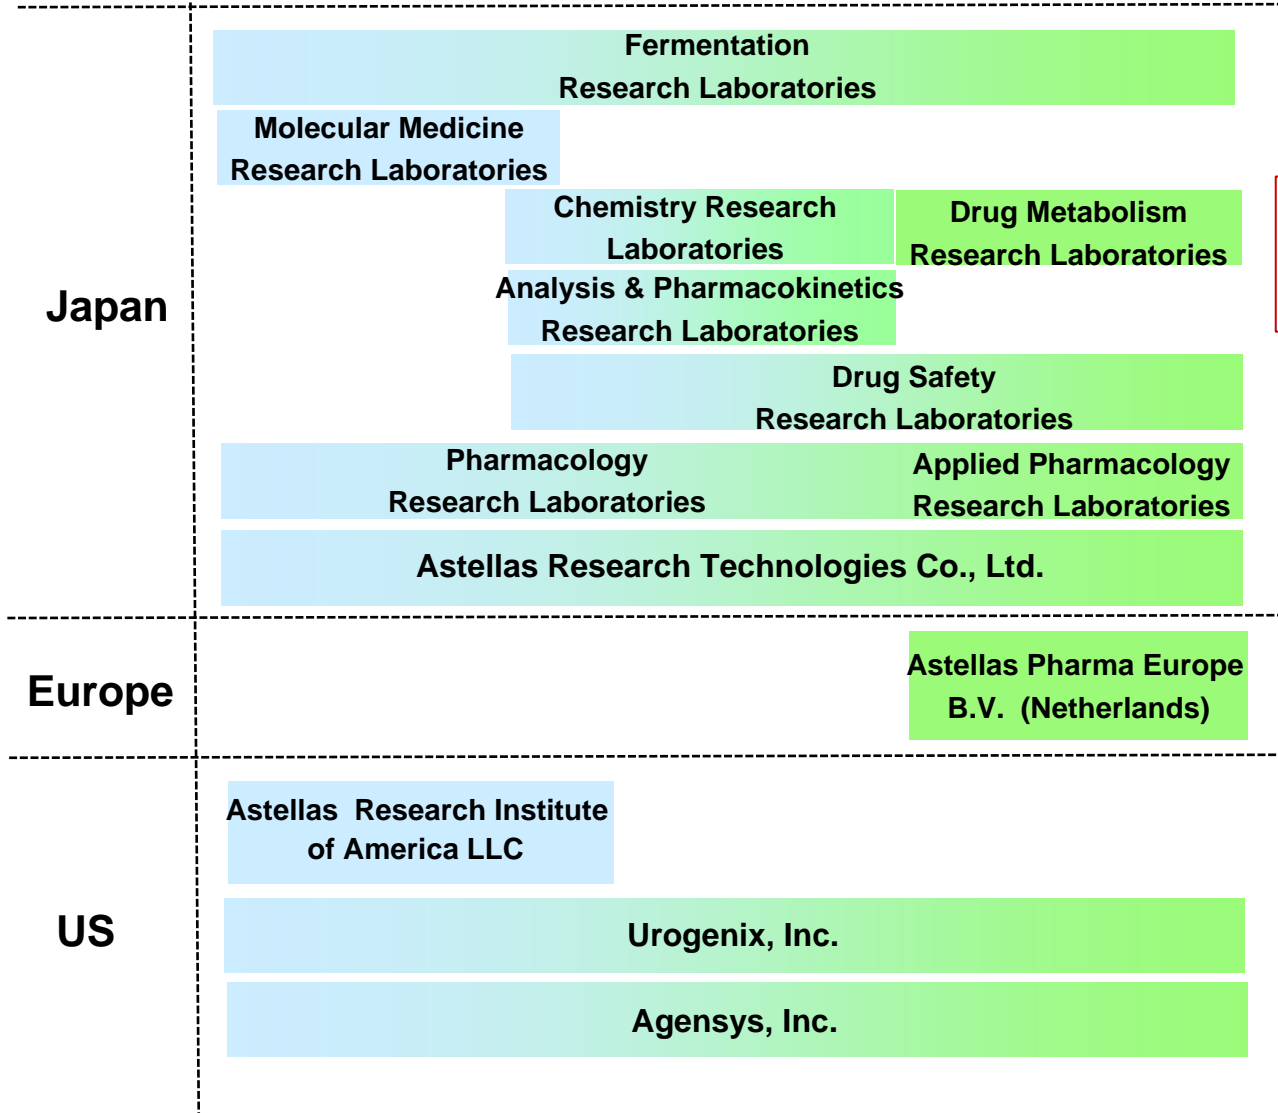 Fermentation
Research Laboratories
Molecular Medicine
Research Laboratories
Chemistry Research
Laboratories
Drug Metabolism
Research Laboratories
Japan
Analysis & Pharmacokinetics
Research Laboratories
Drug Safety
Research Laboratories
Pharmacology
Research Laboratories
Applied Pharmacology
Research Laboratories
Astellas Research Technologies Co., Ltd.
Europe
Astellas Pharma Europe
B.V. (Netherlands)
US
Astellas Research Institute
of America LLC
Urogenix, Inc.
Agensys, Inc.